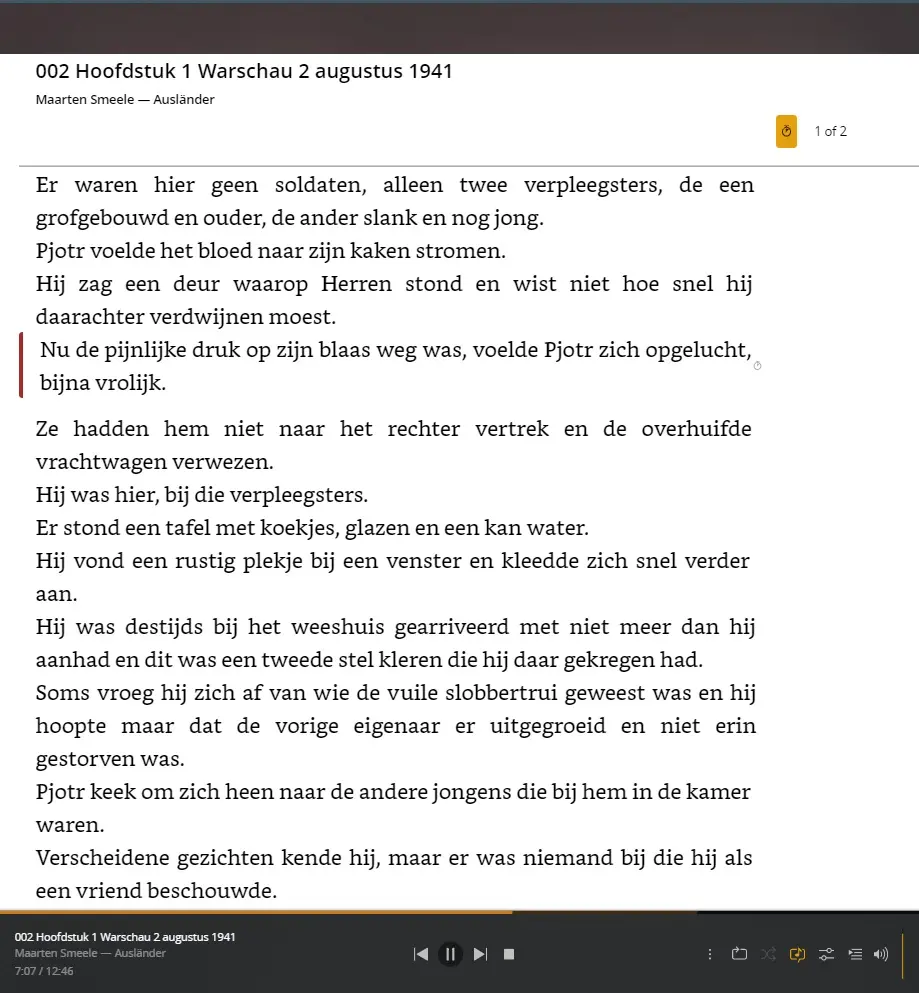 002 Hoofdstuk 1 Warschau 2 augustus 1941
Maarten Smeele — Ausländer
1 of 2
Er waren hier geen soldaten, alleen twee verpleegsters, de een
grofgebouwd en ouder, de ander slank en nog jong.
Pjotr voelde het bloed naar zijn kaken stromen.
Hij zag een deur waarop Herren stond en wist niet hoe snel hij
daarachter verdwijnen moest.
Nu de pijnlijke druk op zijn blaas weg was, voelde Pjotr zich opgelucht,
bijna vrolijk.
Ze hadden hem niet naar het rechter vertrek en de overhuifde
vrachtwagen verwezen.
Hij was hier, bij die verpleegsters.
Er stond een tafel met koekjes, glazen en een kan water.
Hij vond een rustig plekje bij een venster en kleedde zich snel verder
aan.
Hij was destijds bij het weeshuis gearriveerd met niet meer dan hij
aanhad en dit was een tweede stel kleren die hij daar gekregen had.
Soms vroeg hij zich af van wie de vuile slobbertrui geweest was en hij
hoopte maar dat de vorige eigenaar er uitgegroeid en niet erin
gestorven was.
Pjotr keek om zich heen naar de andere jongens die bij hem in de kamer
waren.
Verscheidene gezichten kende hij, maar er was niemand bij die hij als
een vriend beschouwde.
002 Hoofdstuk 1 Warschau 2 augustus 1941
Maarten Smeele — Ausländer
7:07 / 12:46